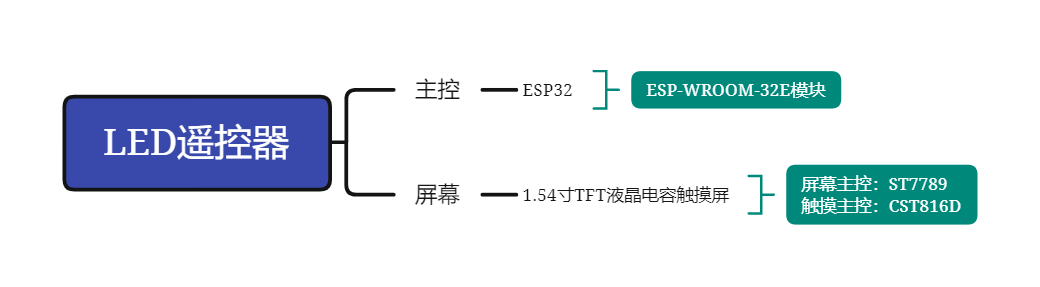 LED遥控器
主控
ESP32
ESP-WROOM-32E模块
屏幕
1.54寸TFT液晶电容触摸屏
屏幕主控：ST7789
触摸主控：CST816D